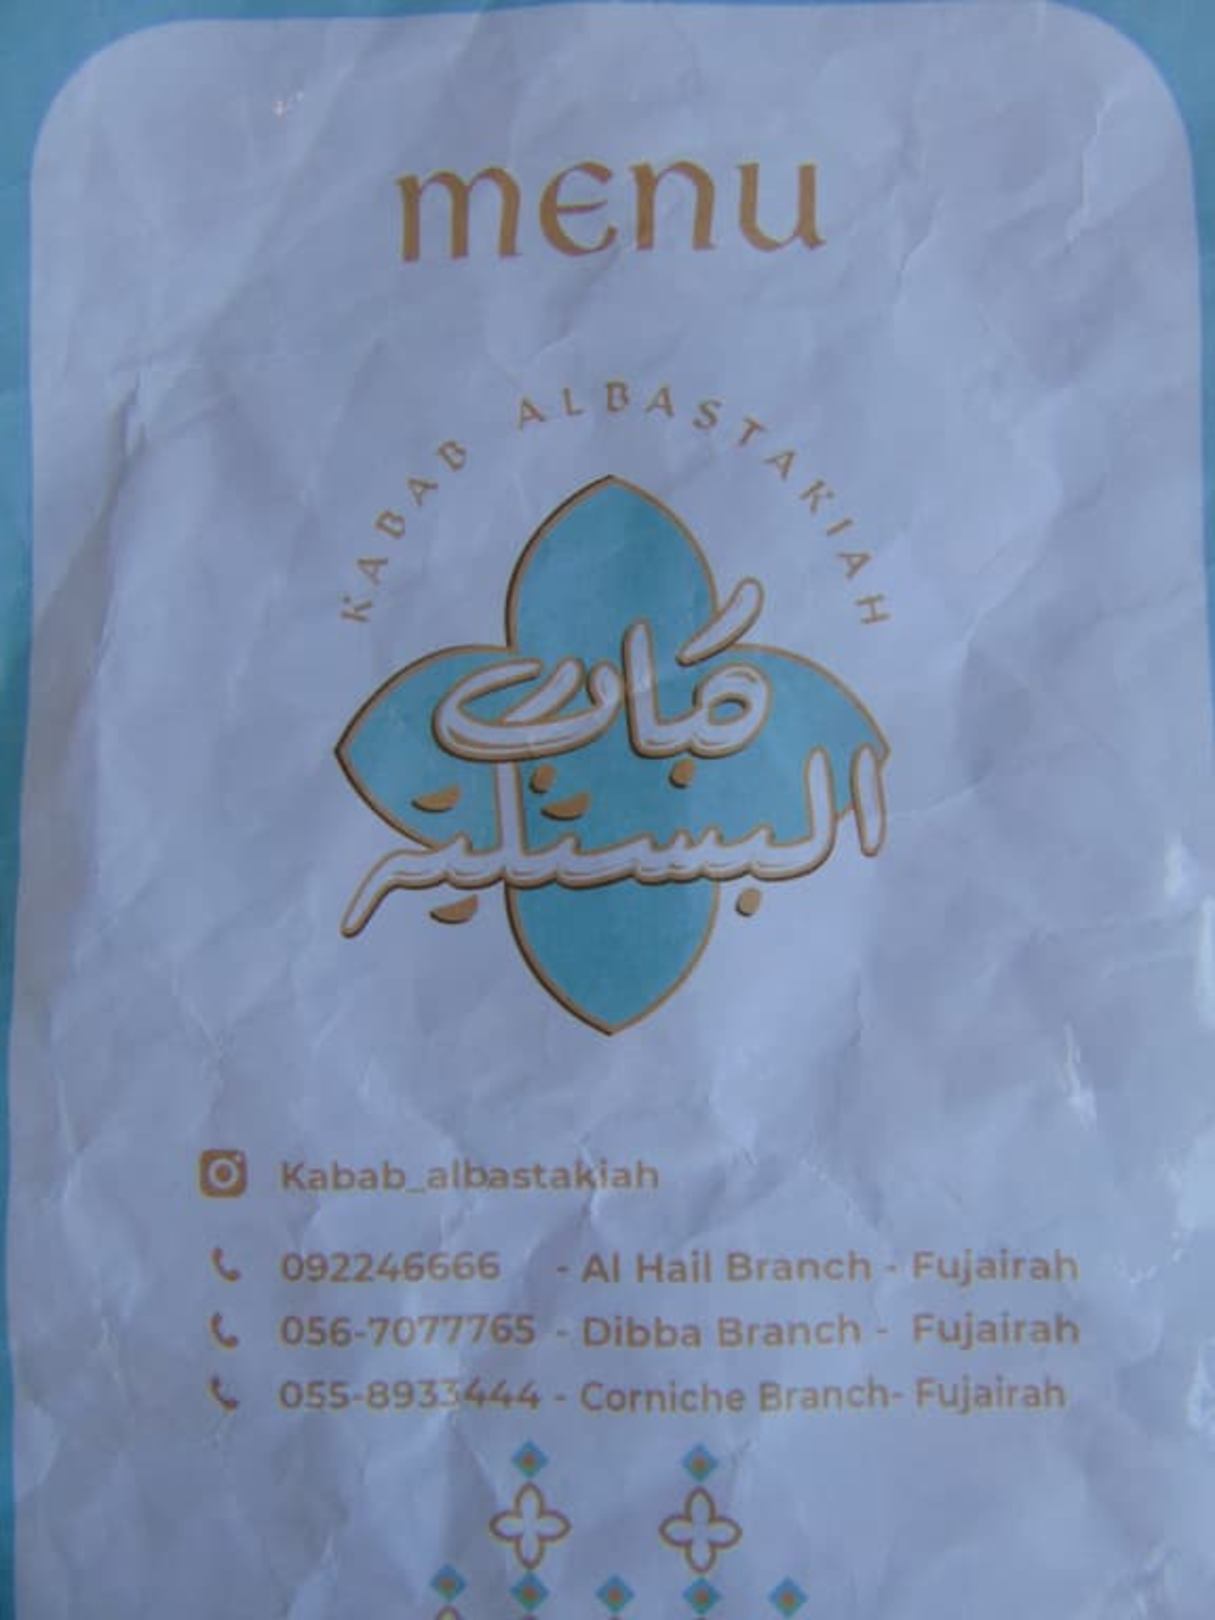 menu
KABAB ALBASTAKIAH
كباب
البستكية
Kabab_albastakiah
092246666 - Al Hail Branch - Fujairah
056-7077765 - Dibba Branch - Fujairah
055-8933444 - Corniche Branch- Fujairah